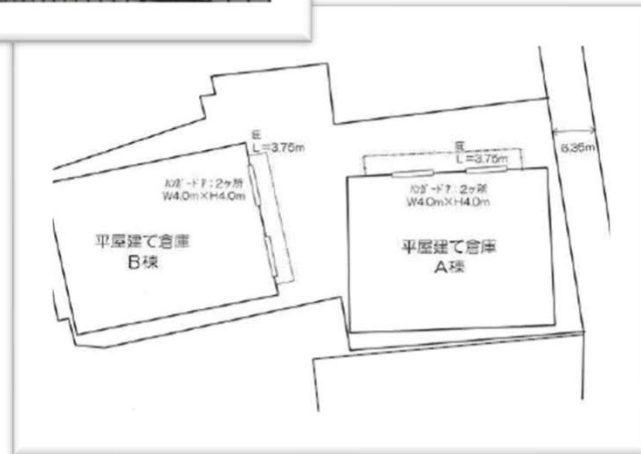 庇
L=3.75m
ハンガードア:2ヶ所
W4.0m×H4.0m
平屋建て倉庫
B棟
庇
L=3.75m
ハンガードア:2ヶ所
W4.0m×H4.0m
平屋建て倉庫
A棟
6.35m